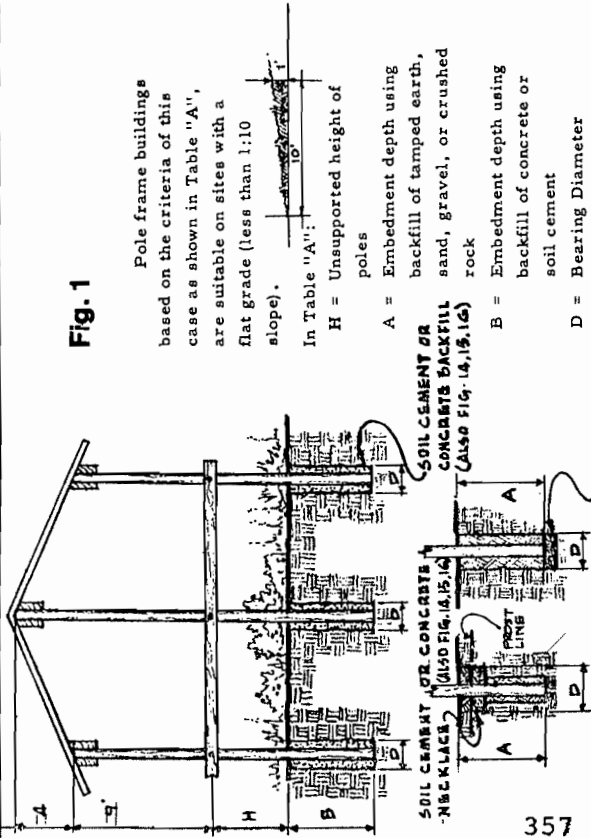 Fig. 1
Pole frame buildings
based on the criteria of this
case as shown in Table "A",
are suitable on sites with a
flat grade (less than 1:10
slope).
1'
10'
In Table "A":
H = Unsupported height of
poles
A = Embedment depth using
backfill of tamped earth,
sand, gravel, or crushed
rock
B = Embedment depth using
backfill of concrete or
soil cement
D = Bearing Diameter
H
B
D
D
D
SOIL CEMENT OR
CONCRETE BACKFILL
(ALSO FIG. 14,15,16)
SOIL CEMENT OR CONCRETE
NECKLACE (ALSO FIG. 14,15,16)
FROST
LINE
A
D
A
D
357